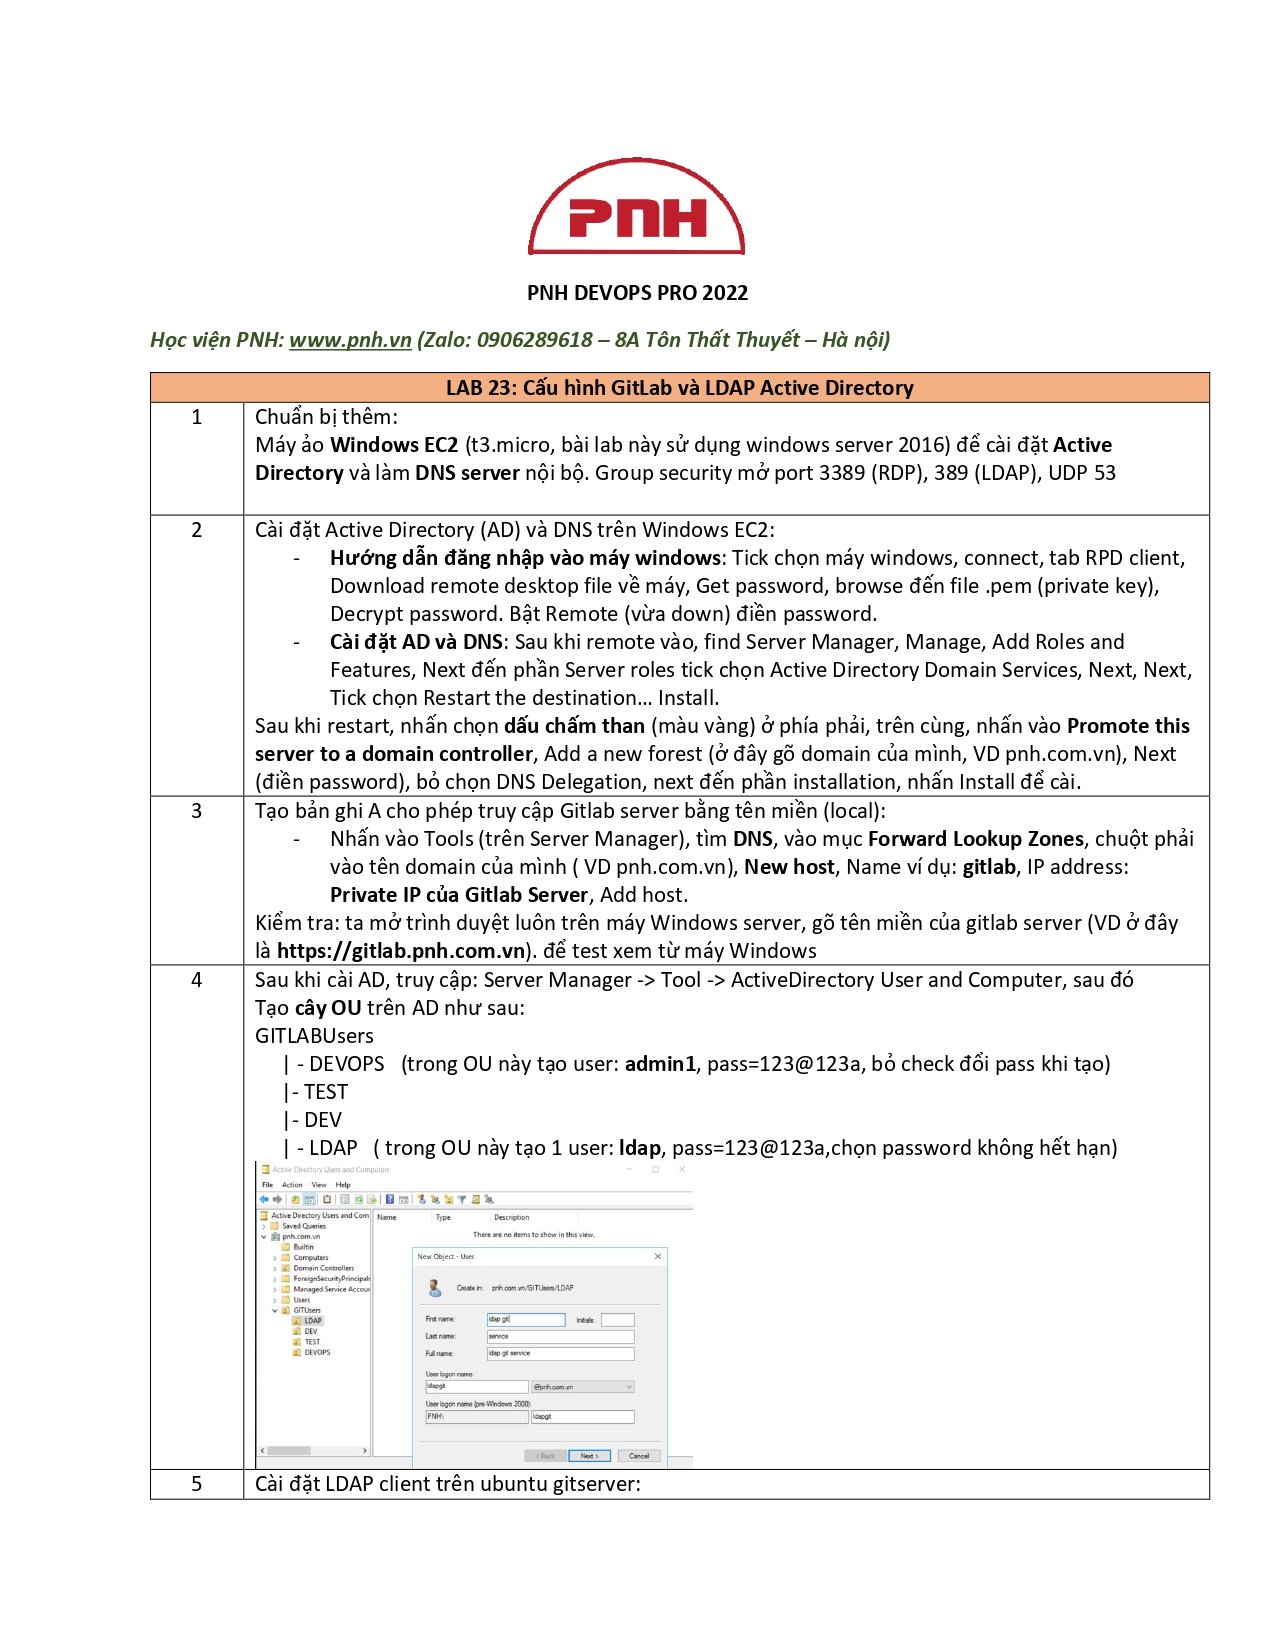 PNH
PNH DEVOPS PRO 2022
Học viện PNH: www.pnh.vn (Zalo: 0906289618 – 8A Tôn Thất Thuyết – Hà nội)
LAB 23: Cấu hình GitLab và LDAP Active Directory
1
Chuẩn bị thêm:
Máy ảo Windows EC2 (t3.micro, bài lab này sử dụng windows server 2016) để cài đặt Active
Directory và làm DNS server nội bộ. Group security mở port 3389 (RDP), 389 (LDAP), UDP 53
2
Cài đặt Active Directory (AD) và DNS trên Windows EC2:
- Hướng dẫn đăng nhập vào máy windows: Tick chọn máy windows, connect, tab RPD client,
Download remote desktop file về máy, Get password, browse đến file .pem (private key),
Decrypt password. Bật Remote (vừa down) điền password.
- Cài đặt AD và DNS: Sau khi remote vào, find Server Manager, Manage, Add Roles and
Features, Next đến phần Server roles tick chọn Active Directory Domain Services, Next, Next,
Tick chọn Restart the destination... Install.
Sau khi restart, nhấn chọn dấu chấm than (màu vàng) ở phía phải, trên cùng, nhấn vào Promote this
server to a domain controller, Add a new forest (ở đây gõ domain của mình, VD pnh.com.vn), Next
(điền password), bỏ chọn DNS Delegation, next đến phần installation, nhấn Install để cài.
3
Tạo bản ghi A cho phép truy cập Gitlab server bằng tên miền (local):
- Nhấn vào Tools (trên Server Manager), tìm DNS, vào mục Forward Lookup Zones, chuột phải
vào tên domain của mình ( VD pnh.com.vn), New host, Name ví dụ: gitlab, IP address:
Private IP của Gitlab Server, Add host.
Kiểm tra: ta mở trình duyệt luôn trên máy Windows server, gõ tên miền của gitlab server (VD ở đây
là https://gitlab.pnh.com.vn). để test xem từ máy Windows
4
Sau khi cài AD, truy cập: Server Manager -> Tool -> ActiveDirectory User and Computer, sau đó
Tạo cây OU trên AD như sau:
GITLABUsers
| - DEVOPS (trong OU này tạo user: admin1, pass=123@123a, bỏ check đổi pass khi tạo)
|- TEST
|- DEV
| - LDAP ( trong OU này tạo 1 user: ldap, pass=123@123a,chọn password không hết hạn)
Active Directory Users and Computers
File Action View Help
Active Directory Users and Com
Saved Queries
pnh.com.vn
Builtin
Computers
Domain Controllers
ForeignSecurityPrincipals
Managed Service Accour
Users
GITUsers
LDAP
DEV
TEST
DEVOPS
Name Type Description
There are no items to show in this view.
New Object - User
Create in: pnh.com.vn/GITUsers/LDAP
First name: ldap git Initials:
Last name: service
Full name: ldap git service
User logon name:
ldapgit @pnh.com.vn
User logon name (pre-Windows 2000):
PNH\ ldapgit
< Back Next > Cancel
5
Cài đặt LDAP client trên ubuntu gitserver: